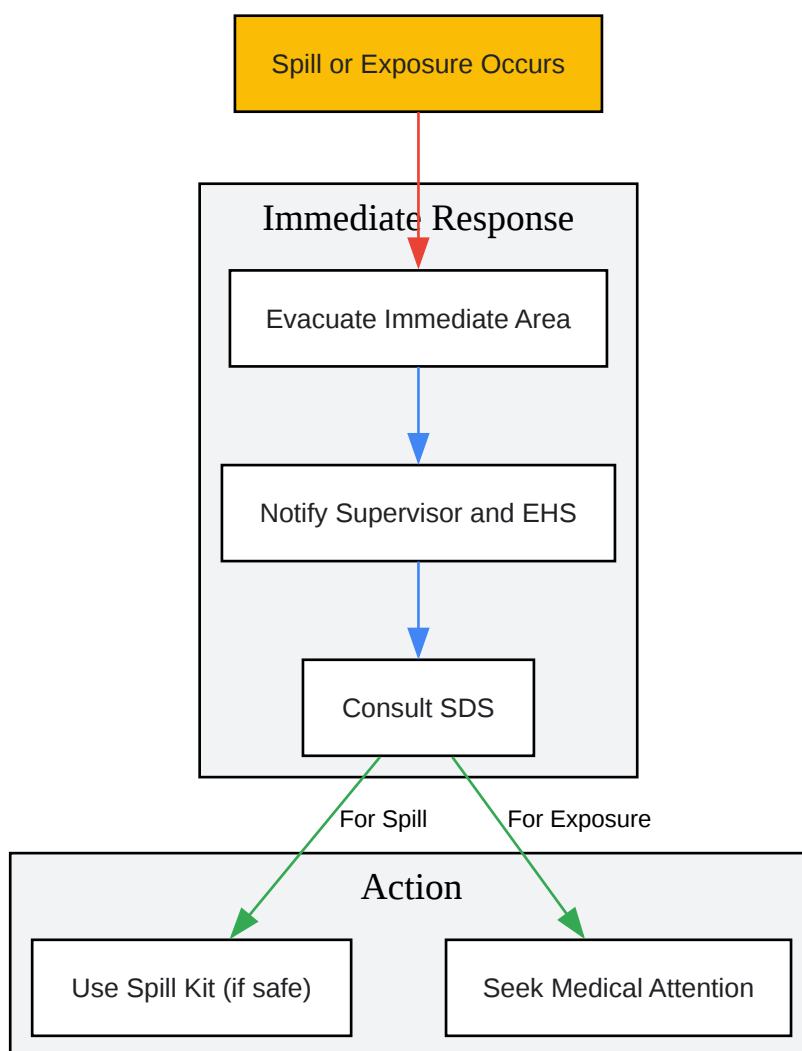 Spill or Exposure Occurs
Immediate Response
Evacuate Immediate Area
Notify Supervisor and EHS
Consult SDS
For Spill
For Exposure
Action
Use Spill Kit (if safe)
Seek Medical Attention